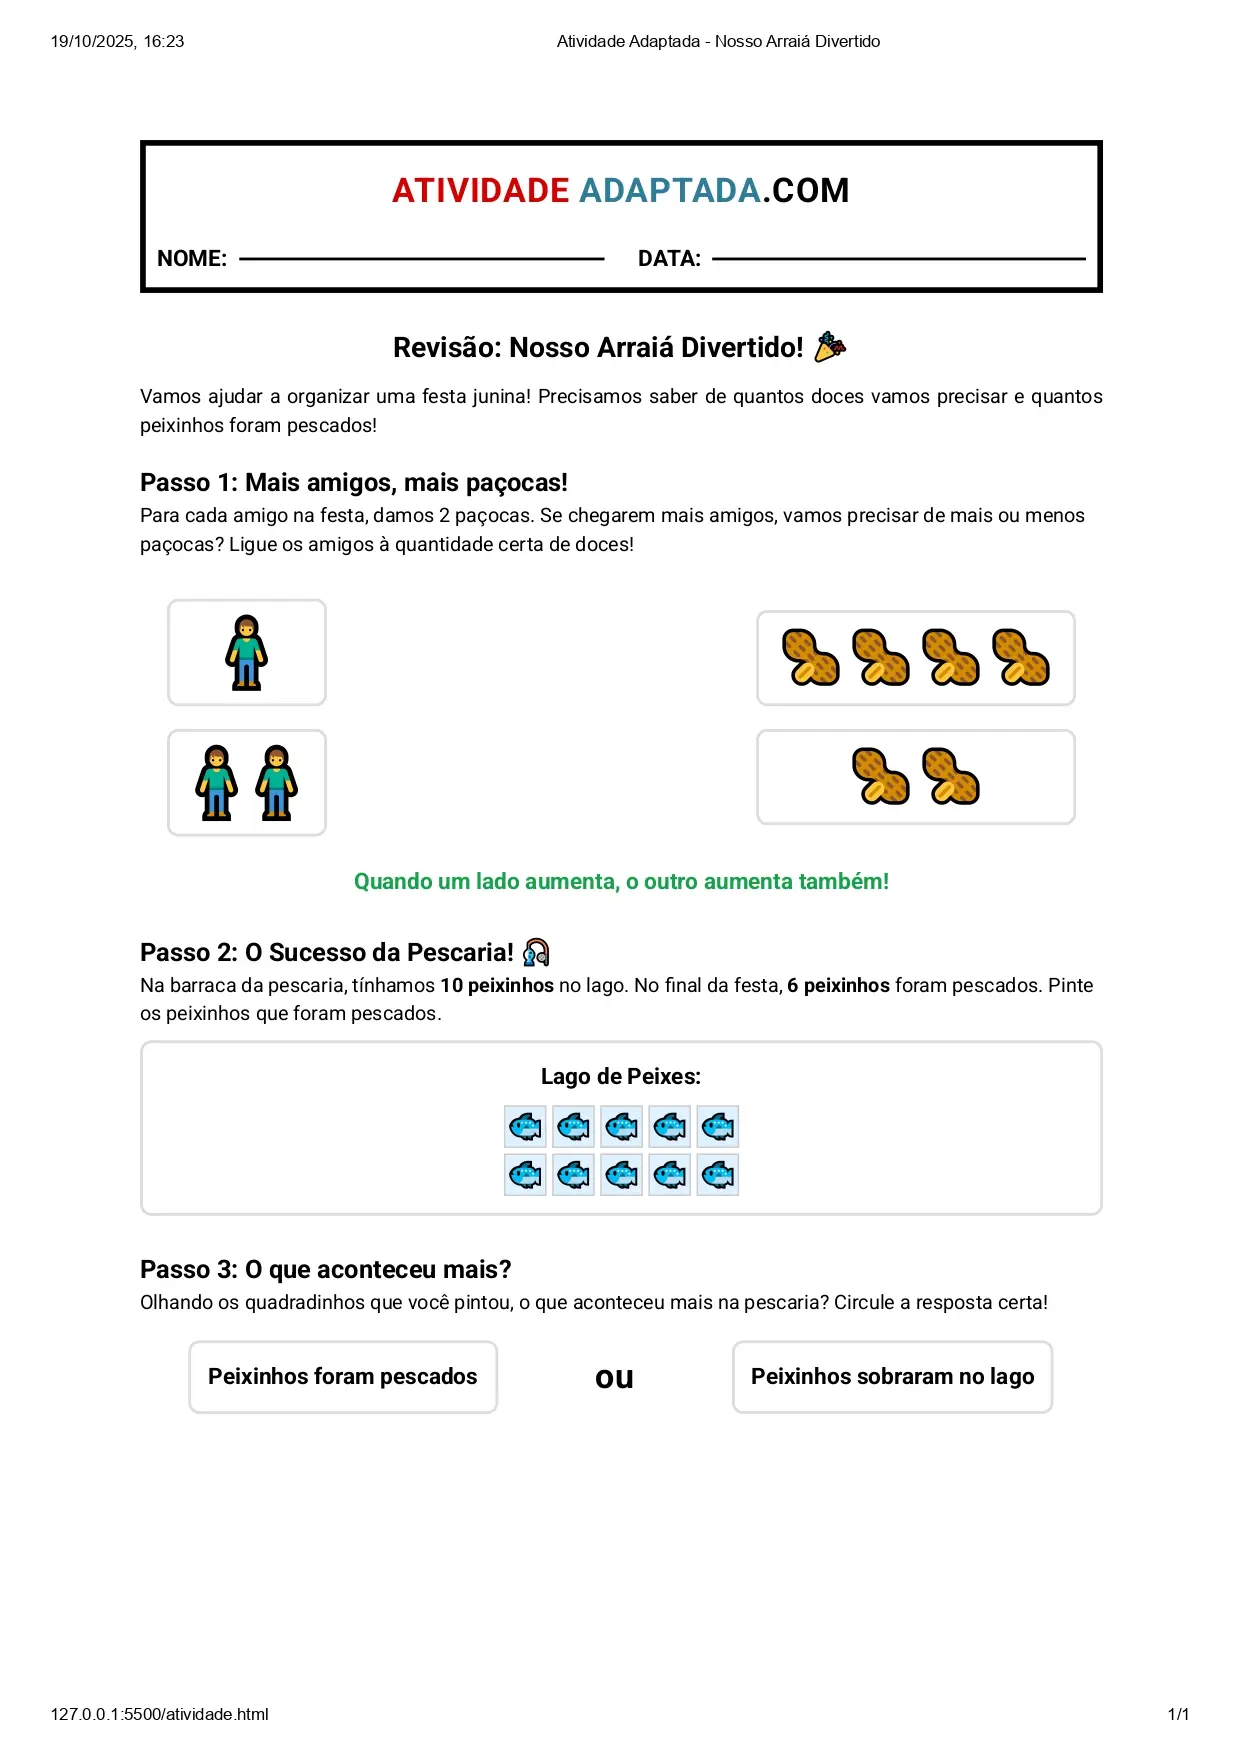 19/10/2025, 16:23 Atividade Adaptada - Nosso Arraiá Divertido
ATIVIDADE ADAPTADA.COM
NOME: DATA:
Revisão: Nosso Arraiá Divertido!
Vamos ajudar a organizar uma festa junina! Precisamos saber de quantos doces vamos precisar e quantos
peixinhos foram pescados!
Passo 1: Mais amigos, mais paçocas!
Para cada amigo na festa, damos 2 paçocas. Se chegarem mais amigos, vamos precisar de mais ou menos
paçocas? Ligue os amigos à quantidade certa de doces!
Quando um lado aumenta, o outro aumenta também!
Passo 2: O Sucesso da Pescaria!
Na barraca da pescaria, tínhamos 10 peixinhos no lago. No final da festa, 6 peixinhos foram pescados. Pinte
os peixinhos que foram pescados.
Lago de Peixes:
Passo 3: O que aconteceu mais?
Olhando os quadradinhos que você pintou, o que aconteceu mais na pescaria? Circule a resposta certa!
Peixinhos foram pescados ou Peixinhos sobraram no lago
127.0.0.1:5500/atividade.html 1/1